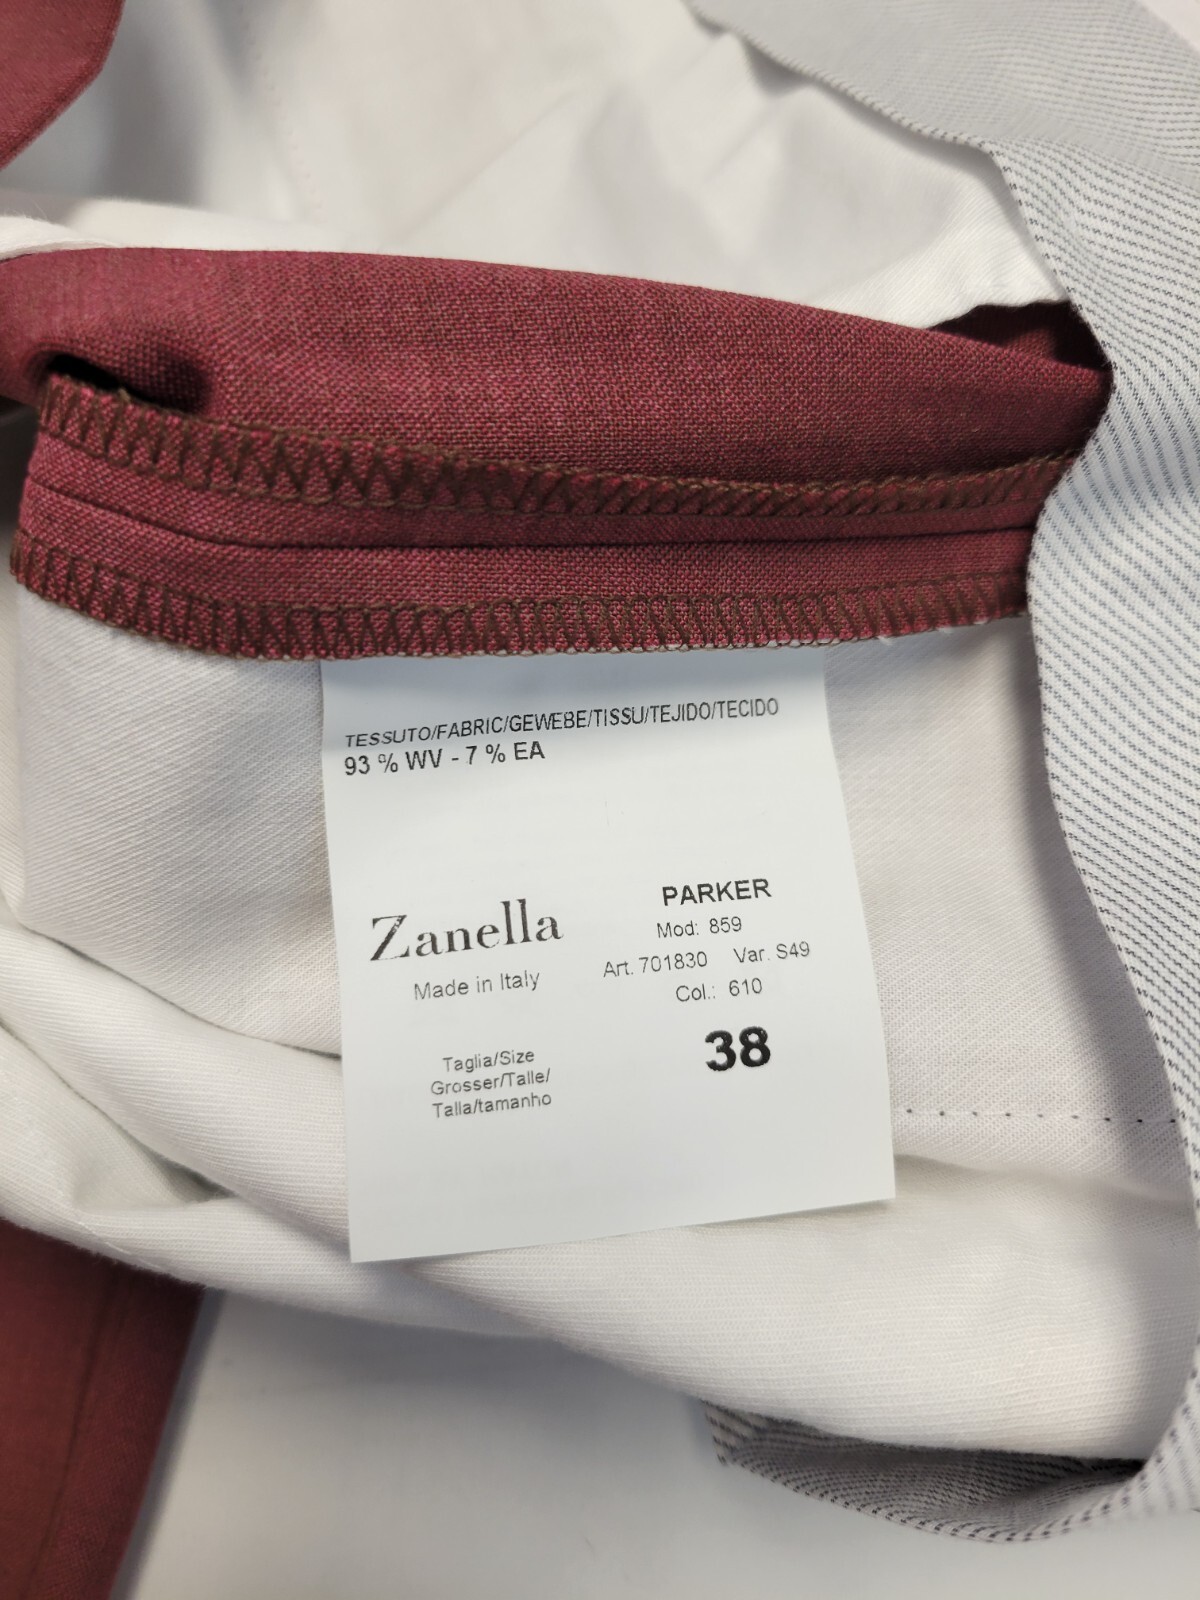 TESSUTO/FABRIC/GEWEBE/TISSU/TEJIDO/TECIDO
93 % WV - 7 % EA
Zanella
Made in Italy
PARKER
Mod: 859
Art. 701830 Var. S49
Col.: 610
Taglia/Size
Grosser/Talle/
Talla/tamanho
38